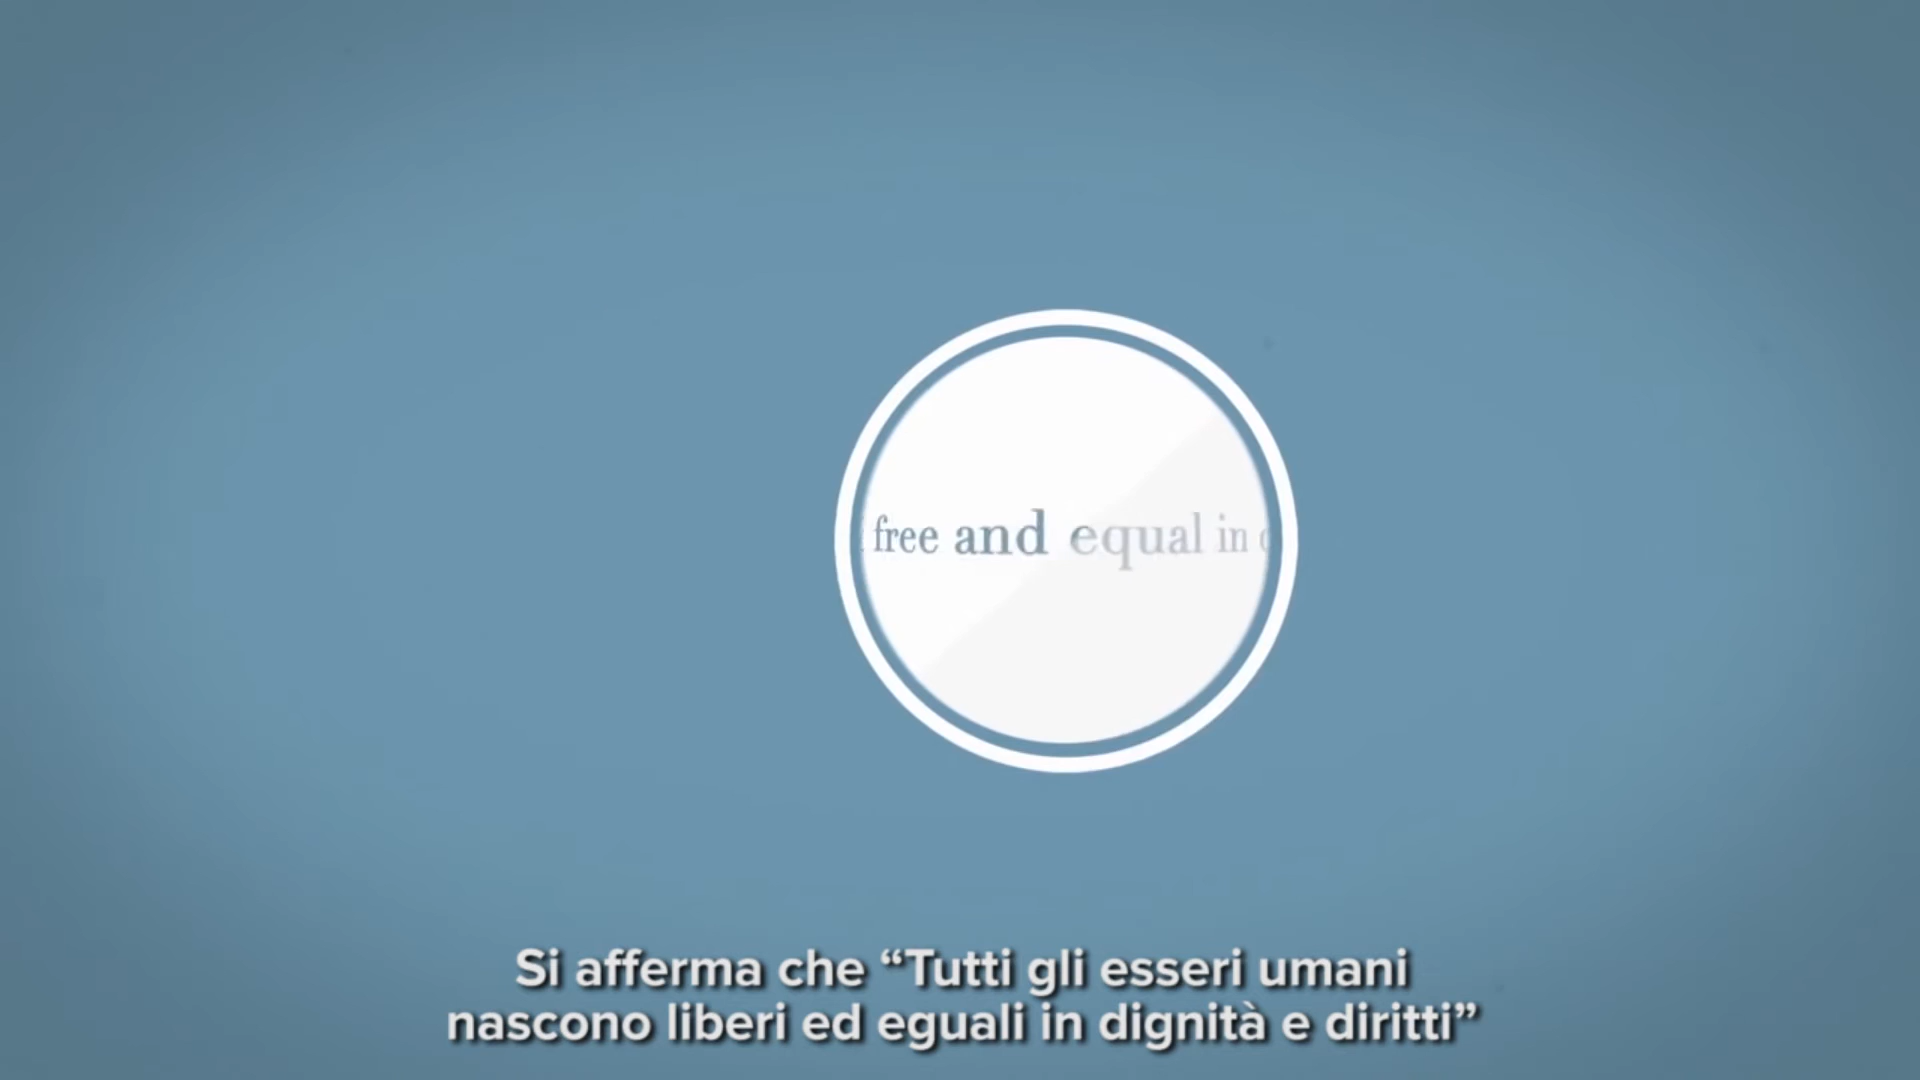 free and equal in
Si afferma che “Tutti gli esseri umani
nascono liberi ed eguali in dignità e diritti”